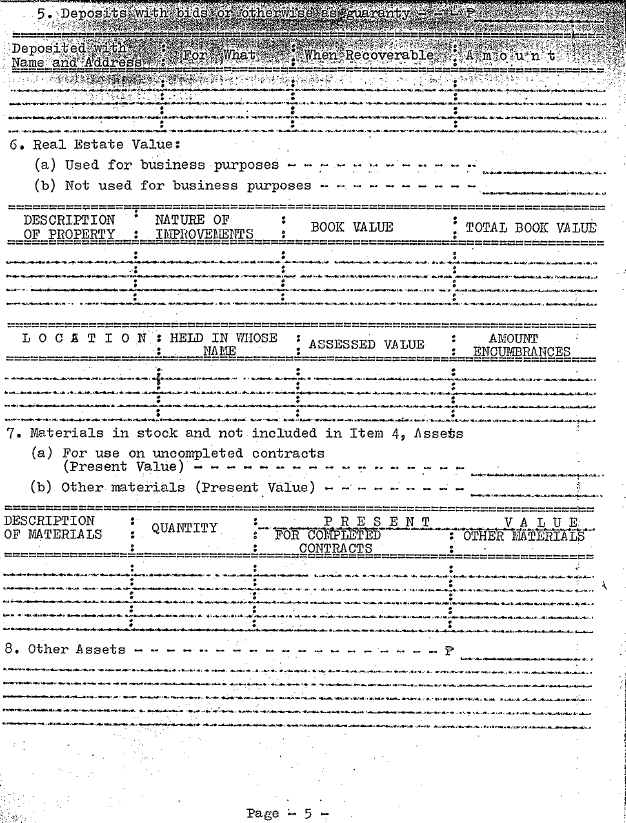 5. Deposits with bids or otherwise as guaranty - - - P
Deposited with
Name and Address : For What : When Recoverable : A m o u n t
6. Real Estate Value:
(a) Used for business purposes - - - - - - - - - - - -
(b) Not used for business purposes - - - - - - - - - -
DESCRIPTION : NATURE OF : BOOK VALUE : TOTAL BOOK VALUE
OF PROPERTY : IMPROVEMENTS
L O C A T I O N : HELD IN WHOSE : ASSESSED VALUE : AMOUNT
NAME : ENCUMBRANCES
7. Materials in stock and not included in Item 4, Assets
(a) For use on uncompleted contracts
(Present Value) - - - - - - - - - - - - - - - - -
(b) Other materials (Present Value) - - - - - - - - -
DESCRIPTION : QUANTITY : P R E S E N T V A L U E
OF MATERIALS : FOR COMPLETED : OTHER MATERIALS
CONTRACTS
8. Other Assets - - - - - - - - - - - - - - - - - - - P
Page - 5 -